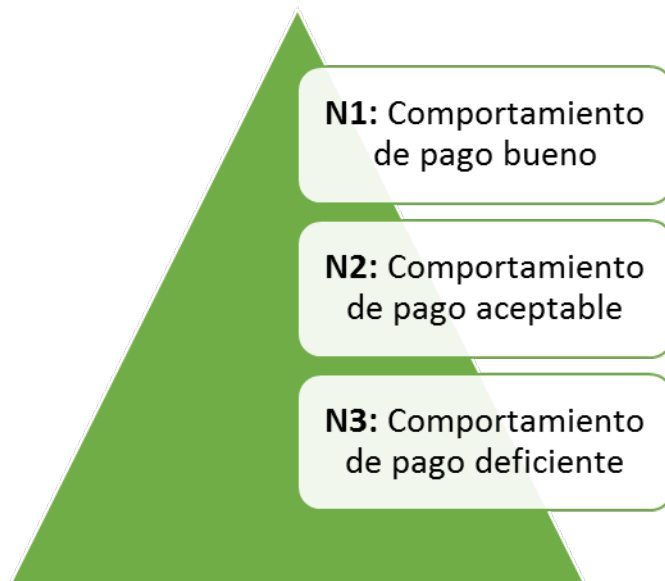 N1: Comportamiento
de pago bueno
N2: Comportamiento
de pago aceptable
N3: Comportamiento
de pago deficiente